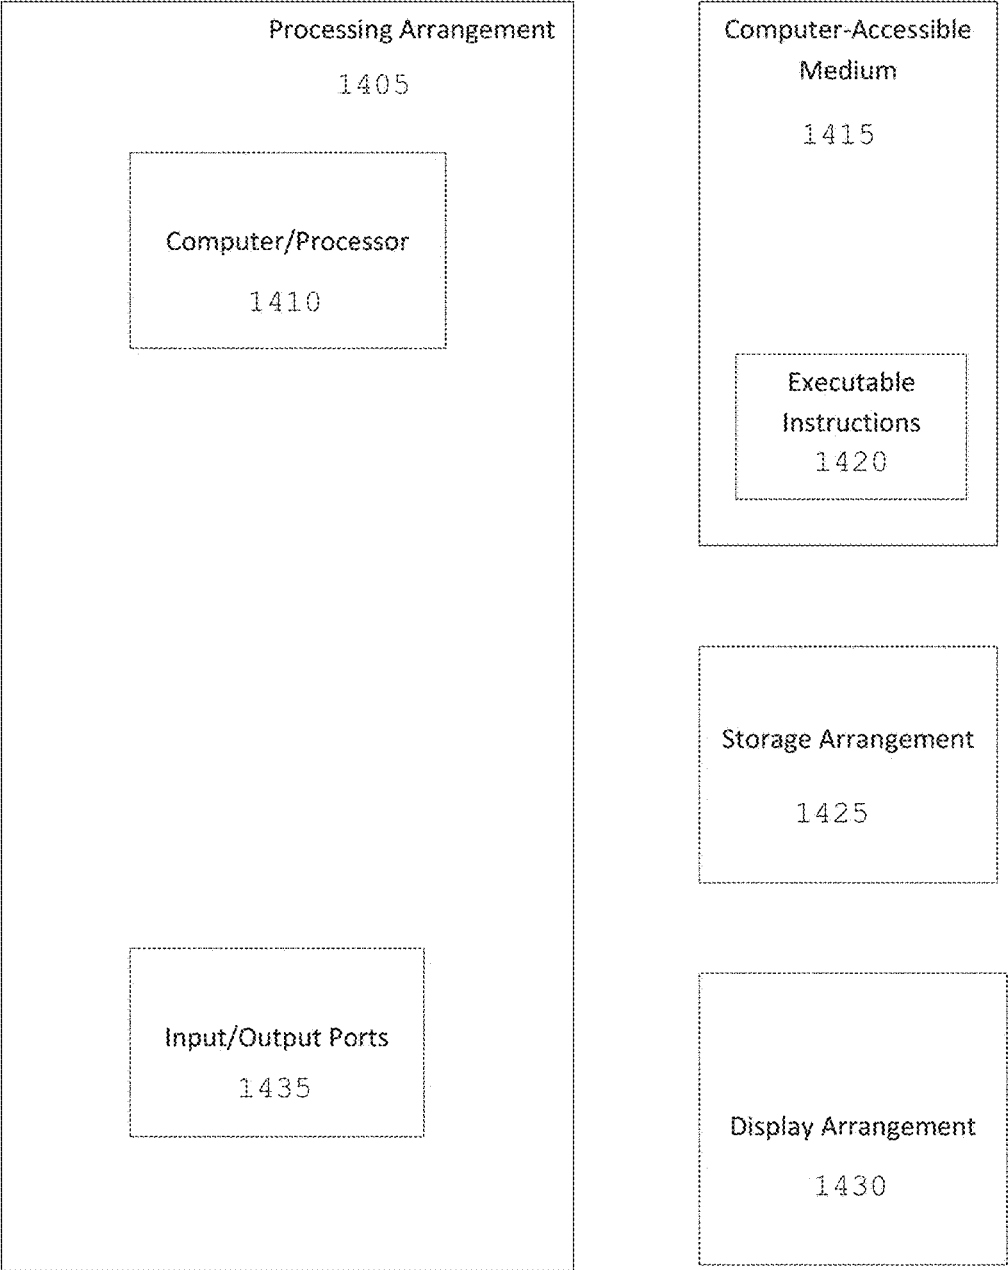 Processing Arrangement
1405
Computer/Processor
1410
Input/Output Ports
1435
Computer-Accessible
Medium
1415
Executable
Instructions
1420
Storage Arrangement
1425
Display Arrangement
1430